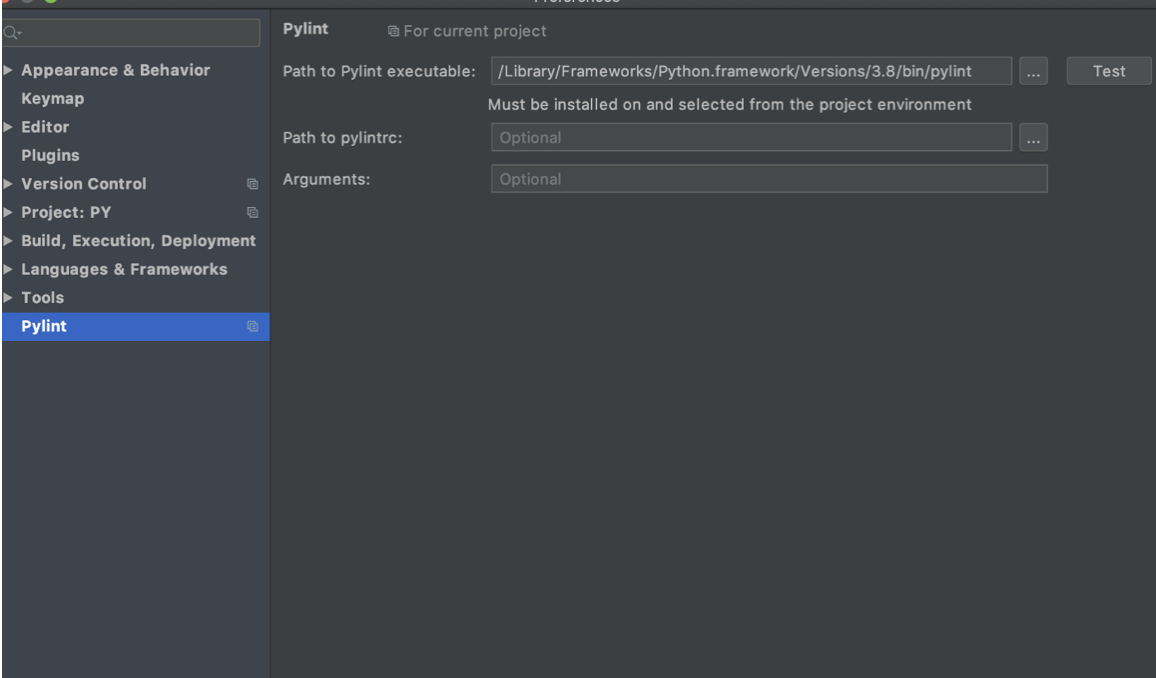 Preferences
Pylint
For current project
Appearance & Behavior
Keymap
Editor
Plugins
Version Control
Project: PY
Build, Execution, Deployment
Languages & Frameworks
Tools
Pylint
Path to Pylint executable: /Library/Frameworks/Python.framework/Versions/3.8/bin/pylint ... Test
Must be installed on and selected from the project environment
Path to pylintrc: Optional ...
Arguments: Optional